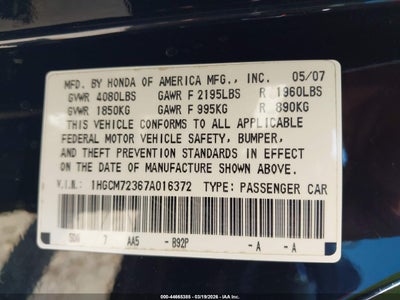 MFD. BY HONDA OF AMERICA MFG., INC. 05/07
GVWR 4080LBS GAWR F 2195LBS R 1960LBS
GVWR 1850KG GAWR F 995KG R 890KG
THIS VEHICLE CONFORMS TO ALL APPLICABLE
FEDERAL MOTOR VEHICLE SAFETY, BUMPER,
AND THEFT PREVENTION STANDARDS IN EFFECT
ON THE DATE OF MANUFACTURE SHOWN ABOVE.
V.I.N.: 1HGCM72367A016372 TYPE: PASSENGER CAR
7 AA5 - B92P - A - A
© - 44665385 - 03/19/2026 - IAA Inc.